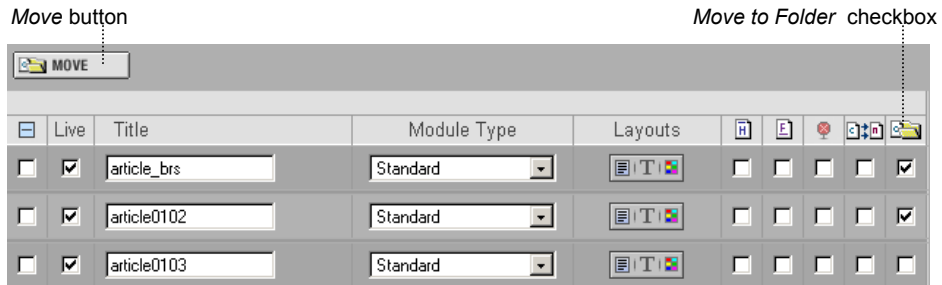 Move button Move to Folder checkbox
MOVE
Live Title Module Type Layouts H F c n
article_brs Standard T
article0102 Standard T
article0103 Standard T